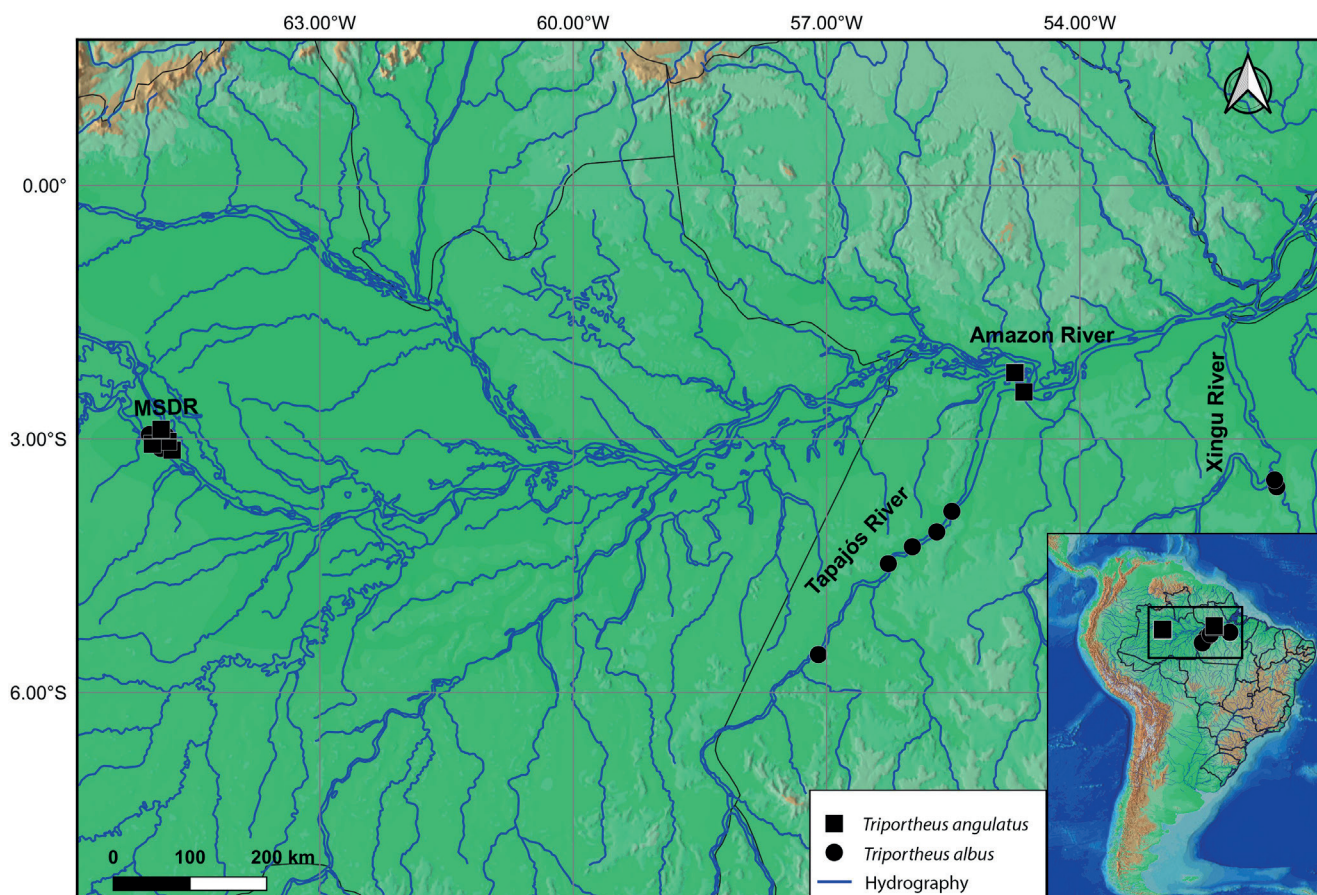 63.00°W 60.00°W 57.00°W 54.00°W
0.00°
Amazon River
MSDR
Xingu River
3.00°S
Tapajós River
6.00°S
0 100 200 km
Triportheus angulatus
Triportheus albus
Hydrography